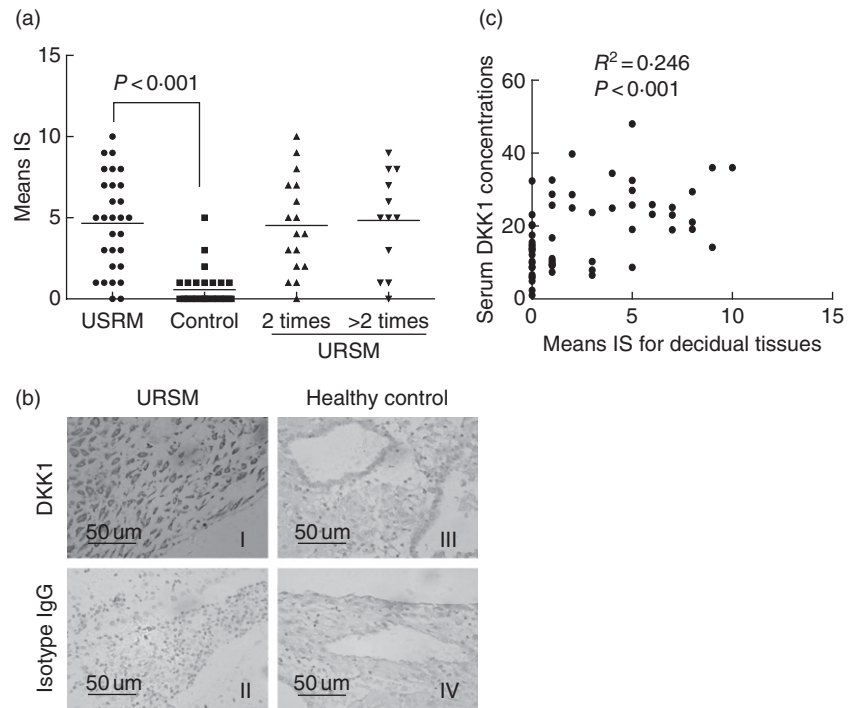 (a)
15
10
5
0
Means IS
P < 0·001
USRM
Control
2 times
>2 times
URSM
(c)
R² = 0·246
P < 0·001
Serum DKK1 concentrations
60
40
20
0
0
5
10
15
Means IS for decidual tissues
(b)
URSM
Healthy control
DKK1
50 um
I
50 um
III
Isotype IgG
50 um
II
50 um
IV